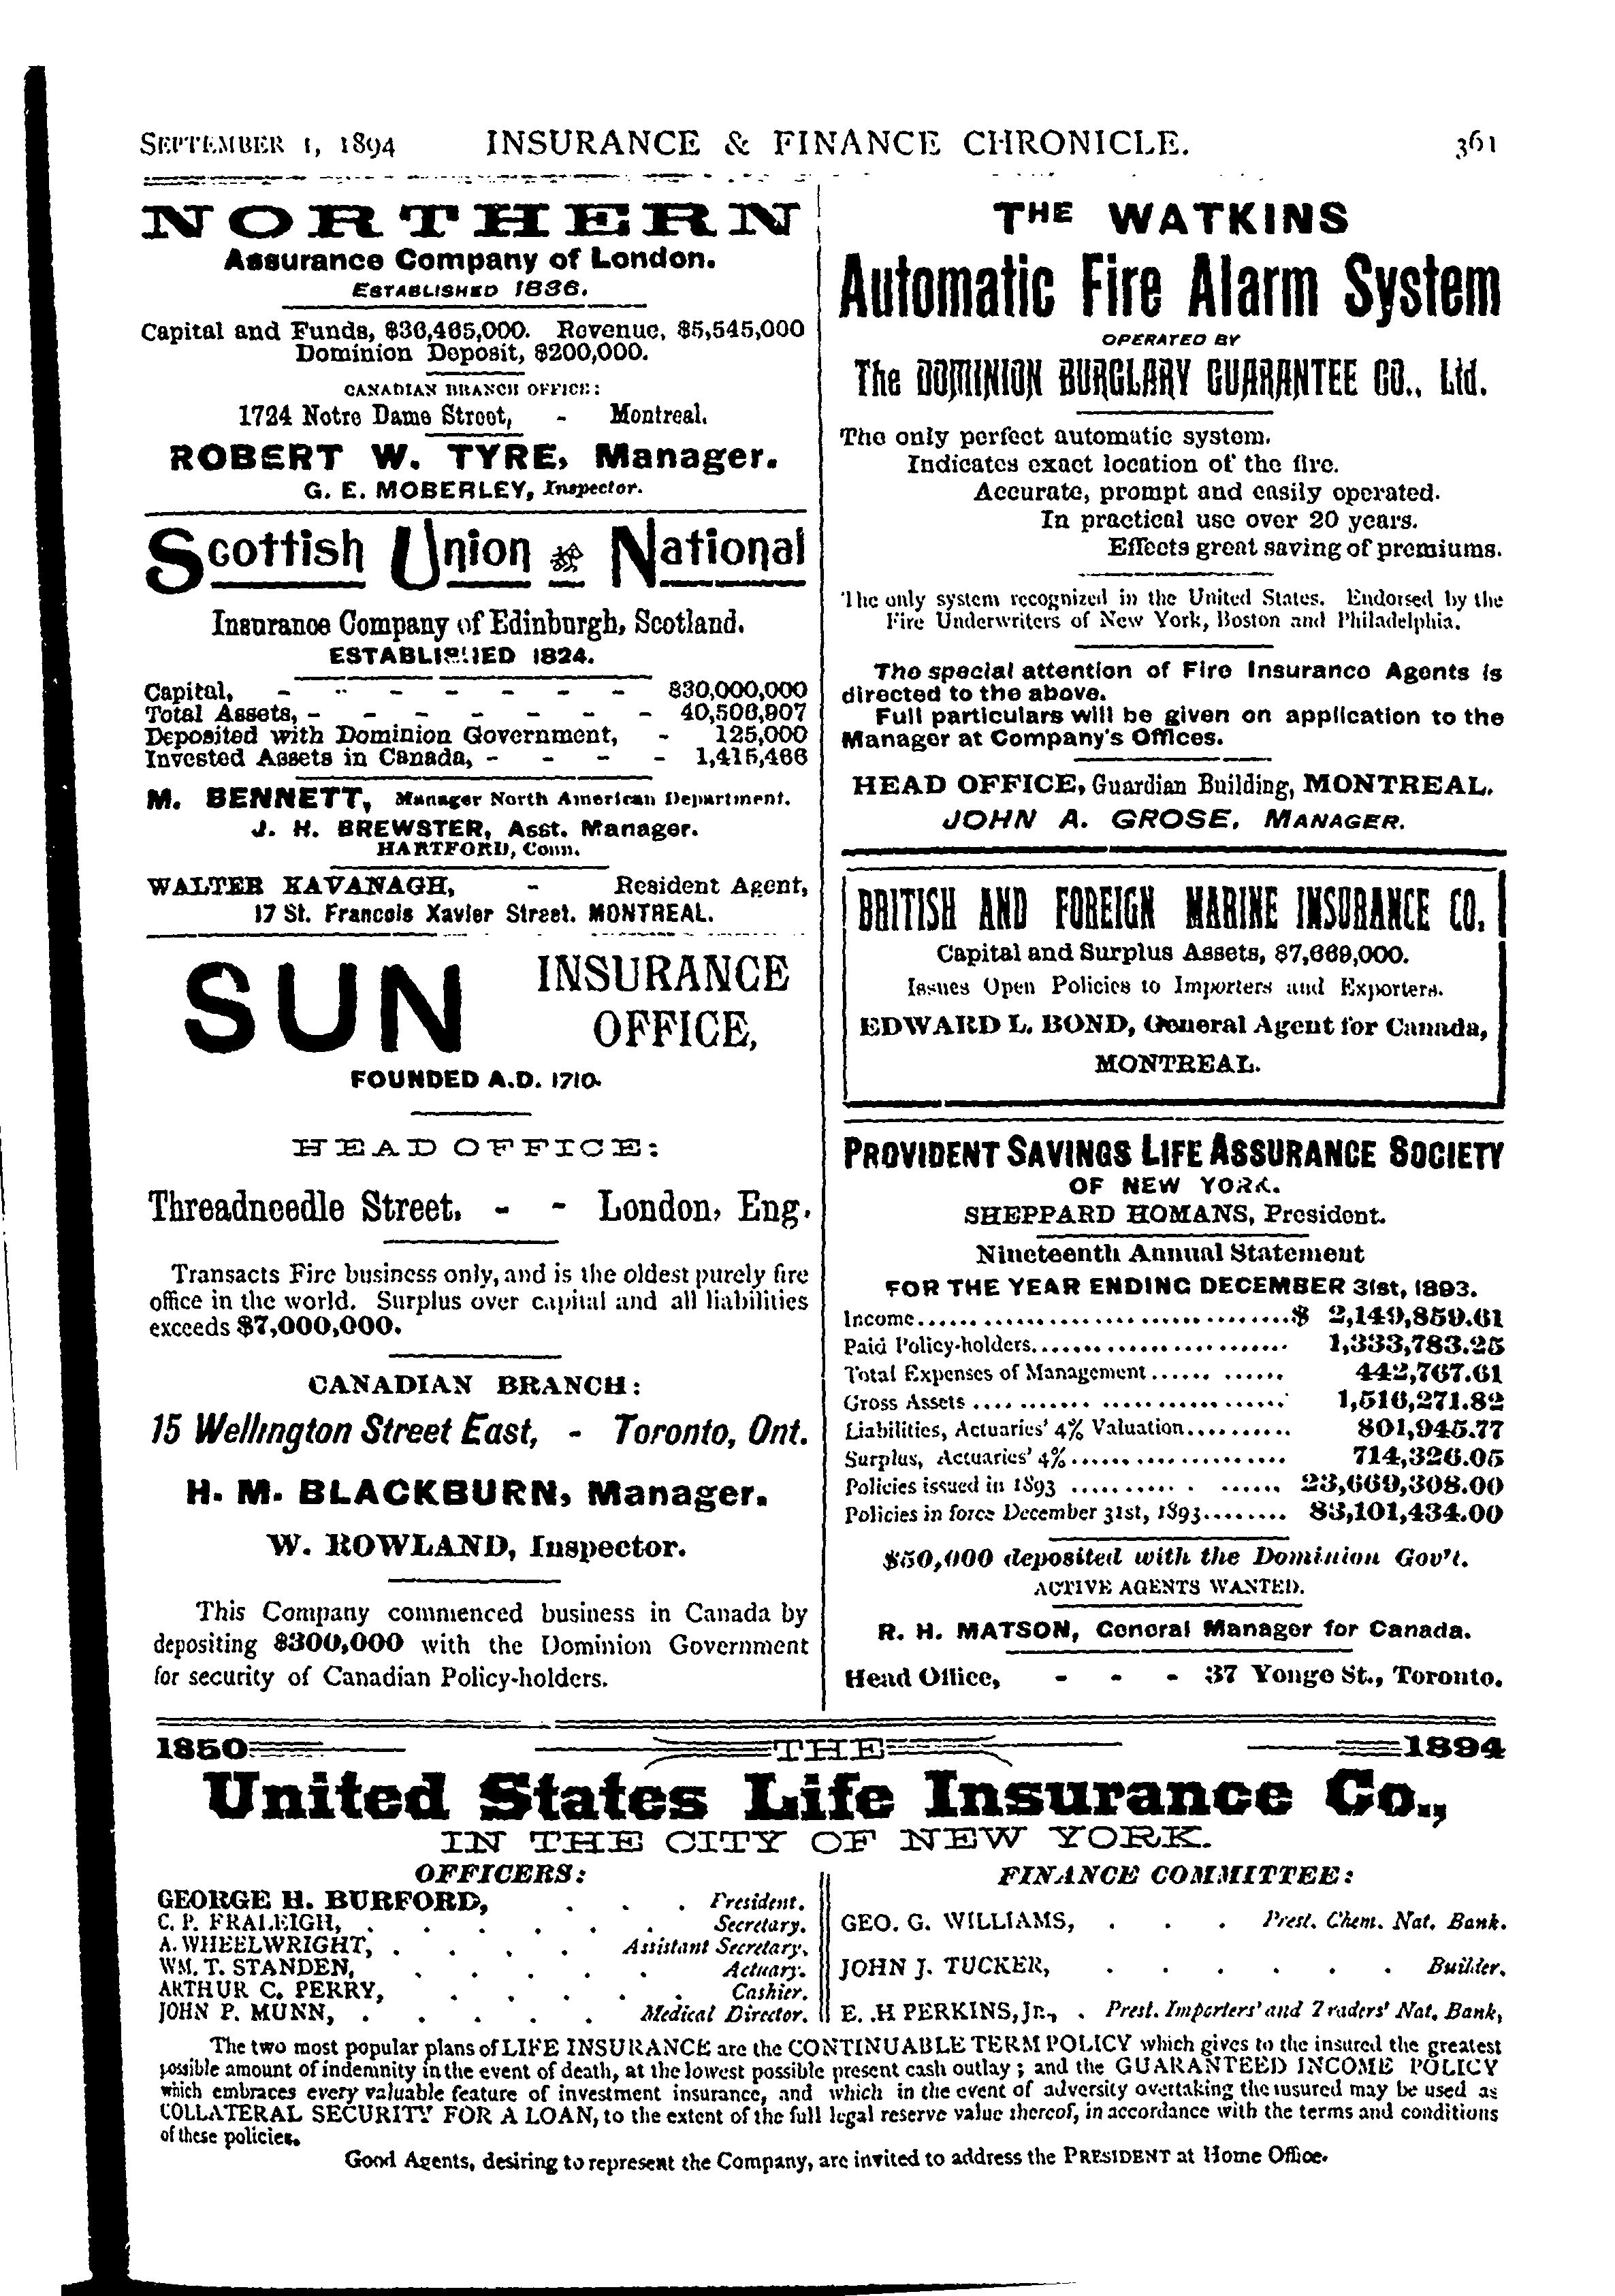 SEPTEMBER 1, 1894 INSURANCE & FINANCE CHRONICLE. 361
NORTHERN
Assurance Company of London.
ESTABLISHED 1836.
Capital and Funds, $36,465,000. Revenue, $5,545,000
Dominion Deposit, $200,000.
CANADIAN BRANCH OFFICE:
1724 Notre Dame Street, - Montreal.
ROBERT W. TYRE, Manager.
G. E. MOBERLEY, Inspector.
Scottish Union & National
Insurance Company of Edinburgh, Scotland.
ESTABLISHED 1824.
Capital, - - - - - - - $30,000,000
Total Assets, - - - - - - - 40,506,907
Deposited with Dominion Government, - 125,000
Invested Assets in Canada, - - - - 1,415,466
M. BENNETT, Manager North American Department.
J. H. BREWSTER, Asst. Manager.
HARTFORD, Conn.
WALTER KAVANAGH, - Resident Agent,
17 St. Francois Xavier Street. MONTREAL.
SUN INSURANCE
OFFICE,
FOUNDED A.D. 1710.
HEAD OFFICE:
Threadneedle Street. - - London, Eng.
Transacts Fire business only, and is the oldest purely fire
office in the world. Surplus over capital and all liabilities
exceeds $7,000,000.
CANADIAN BRANCH:
15 Wellington Street East, - Toronto, Ont.
H. M. BLACKBURN, Manager.
W. ROWLAND, Inspector.
This Company commenced business in Canada by
depositing $300,000 with the Dominion Government
for security of Canadian Policy-holders.
THE WATKINS
Automatic Fire Alarm System
OPERATED BY
The DOMINION BURGLARY GUARANTEE CO., Ltd.
The only perfect automatic system.
Indicates exact location of the fire.
Accurate, prompt and easily operated.
In practical use over 20 years.
Effects great saving of premiums.
The only system recognized in the United States. Endorsed by the
Fire Underwriters of New York, Boston and Philadelphia.
The special attention of Fire Insurance Agents is
directed to the above.
Full particulars will be given on application to the
Manager at Company's Offices.
HEAD OFFICE, Guardian Building, MONTREAL.
JOHN A. GROSE, MANAGER.
BRITISH AND FOREIGN MARINE INSURANCE CO.
Capital and Surplus Assets, $7,669,000.
Issues Open Policies to Importers and Exporters.
EDWARD L. BOND, General Agent for Canada,
MONTREAL.
PROVIDENT SAVINGS LIFE ASSURANCE SOCIETY
OF NEW YORK.
SHEPPARD HOMANS, President.
Nineteenth Annual Statement
FOR THE YEAR ENDING DECEMBER 31st, 1893.
Income.....................................$ 2,149,859.61
Paid Policy-holders........................ 1,333,783.25
Total Expenses of Management...... ...... 442,767.61
Gross Assets .... ........ ................... 1,516,271.82
Liabilities, Actuaries' 4% Valuation.......... 801,945.77
Surplus, Actuaries' 4%..................... 714,326.05
Policies issued in 1893 .......... . ...... 23,669,308.00
Policies in force December 31st, 1893........ 83,101,434.00
$50,000 deposited with the Dominion Gov't.
ACTIVE AGENTS WANTED.
R. H. MATSON, General Manager for Canada.
Head Office, - - - 37 Yonge St., Toronto.
1850 THE 1894
United States Life Insurance Co.,
IN THE CITY OF NEW YORK.
OFFICERS:
GEORGE H. BURFORD, . . . President.
C. P. FRALEIGH, . . . . . . Secretary.
A. WHEELWRIGHT, . . . . Assistant Secretary.
WM. T. STANDEN, . . . . . Actuary.
ARTHUR C. PERRY, . . . . . Cashier.
JOHN P. MUNN, . . . . . Medical Director.
FINANCE COMMITTEE:
GEO. G. WILLIAMS, . . . Prest. Chem. Nat. Bank.
JOHN J. TUCKER, . . . . . . Builder.
E. .H PERKINS, Jr., . Prest. Importers' and Traders' Nat. Bank,
The two most popular plans of LIFE INSURANCE are the CONTINUABLE TERM POLICY which gives to the insured the greatest
possible amount of indemnity in the event of death, at the lowest possible present cash outlay ; and the GUARANTEED INCOME POLICY
which embraces every valuable feature of investment insurance, and which in the event of adversity overtaking the insured may be used as
COLLATERAL SECURITY FOR A LOAN, to the extent of the full legal reserve value thereof, in accordance with the terms and conditions
of these policies.
Good Agents, desiring to represent the Company, are invited to address the PRESIDENT at Home Office.